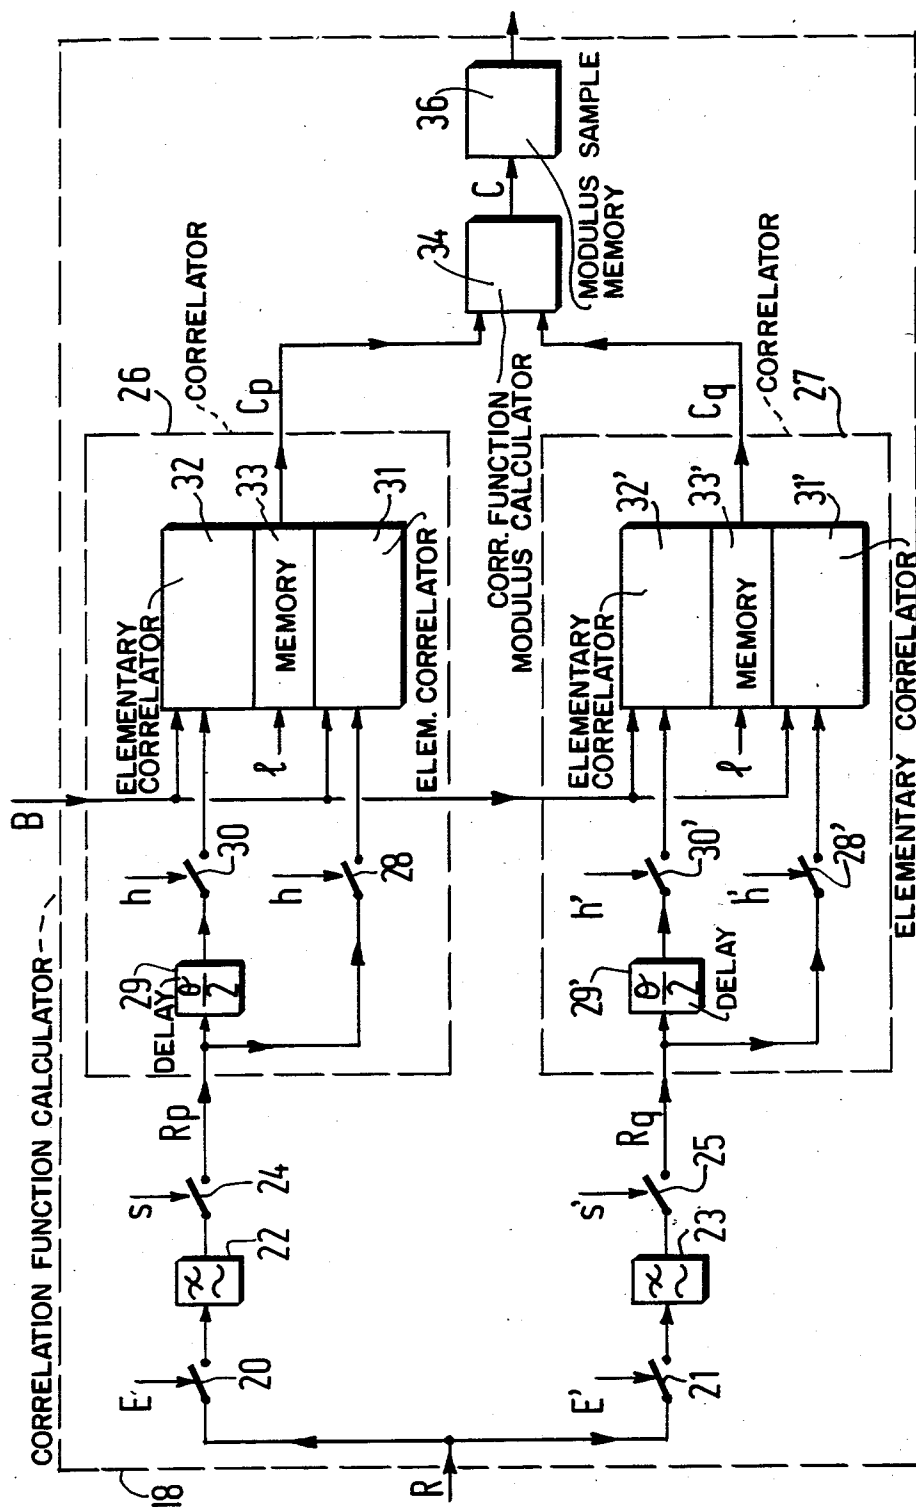 CORRELATION FUNCTION CALCULATOR
18
B
26
CORRELATOR
ELEMENTARY
CORRELATOR
32
33
MEMORY
31
ELEM. CORRELATOR
Cp
ℓ
h
30
h
28
29
DELAY
θ/2
Rp
s
24
22
E
20
R
34
CORR. FUNCTION
MODULUS CALCULATOR
C
36
MODULUS SAMPLE
MEMORY
CORRELATOR
27
ELEMENTARY
CORRELATOR
32'
33'
MEMORY
31'
ELEMENTARY CORRELATOR
Cq
ℓ
h'
30'
h'
28'
29'
DELAY
θ/2
Rq
s'
25
23
E'
21